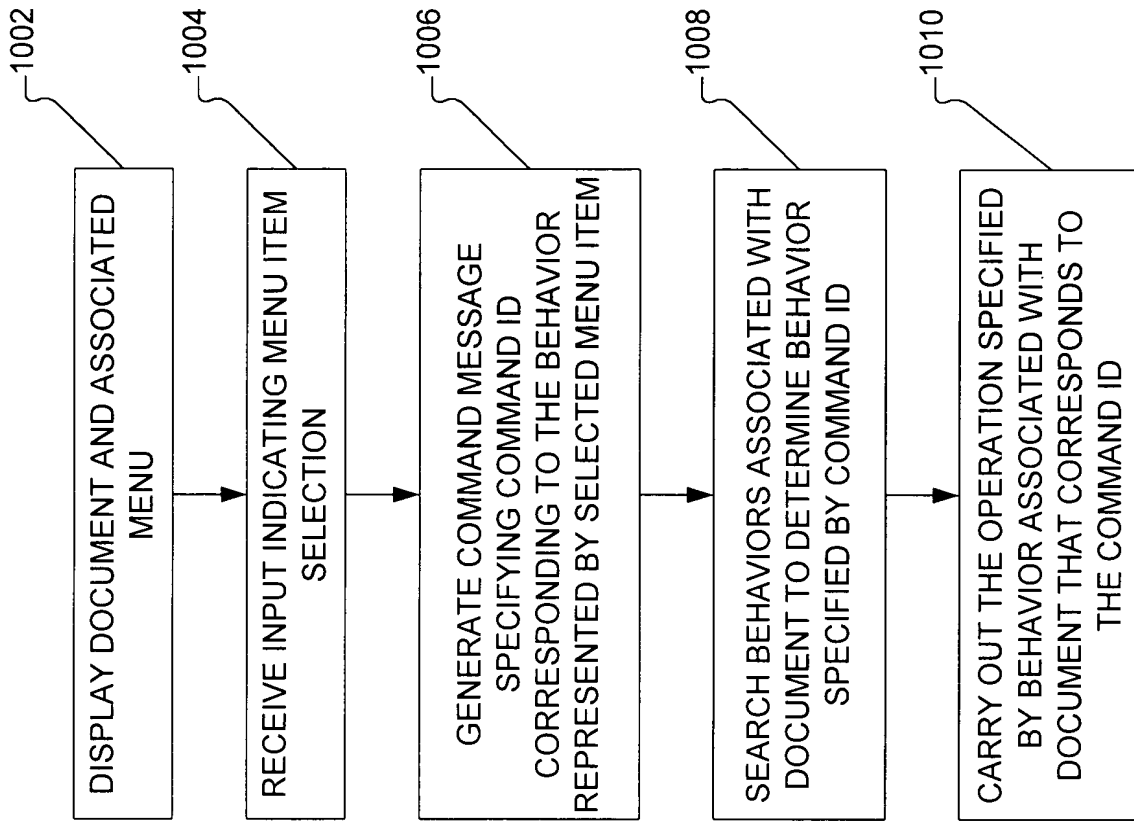 1002
DISPLAY DOCUMENT AND ASSOCIATED
MENU
1004
RECEIVE INPUT INDICATING MENU ITEM
SELECTION
1006
GENERATE COMMAND MESSAGE
SPECIFYING COMMAND ID
CORRESPONDING TO THE BEHAVIOR
REPRESENTED BY SELECTED MENU ITEM
1008
SEARCH BEHAVIORS ASSOCIATED WITH
DOCUMENT TO DETERMINE BEHAVIOR
SPECIFIED BY COMMAND ID
1010
CARRY OUT THE OPERATION SPECIFIED
BY BEHAVIOR ASSOCIATED WITH
DOCUMENT THAT CORRESPONDS TO
THE COMMAND ID